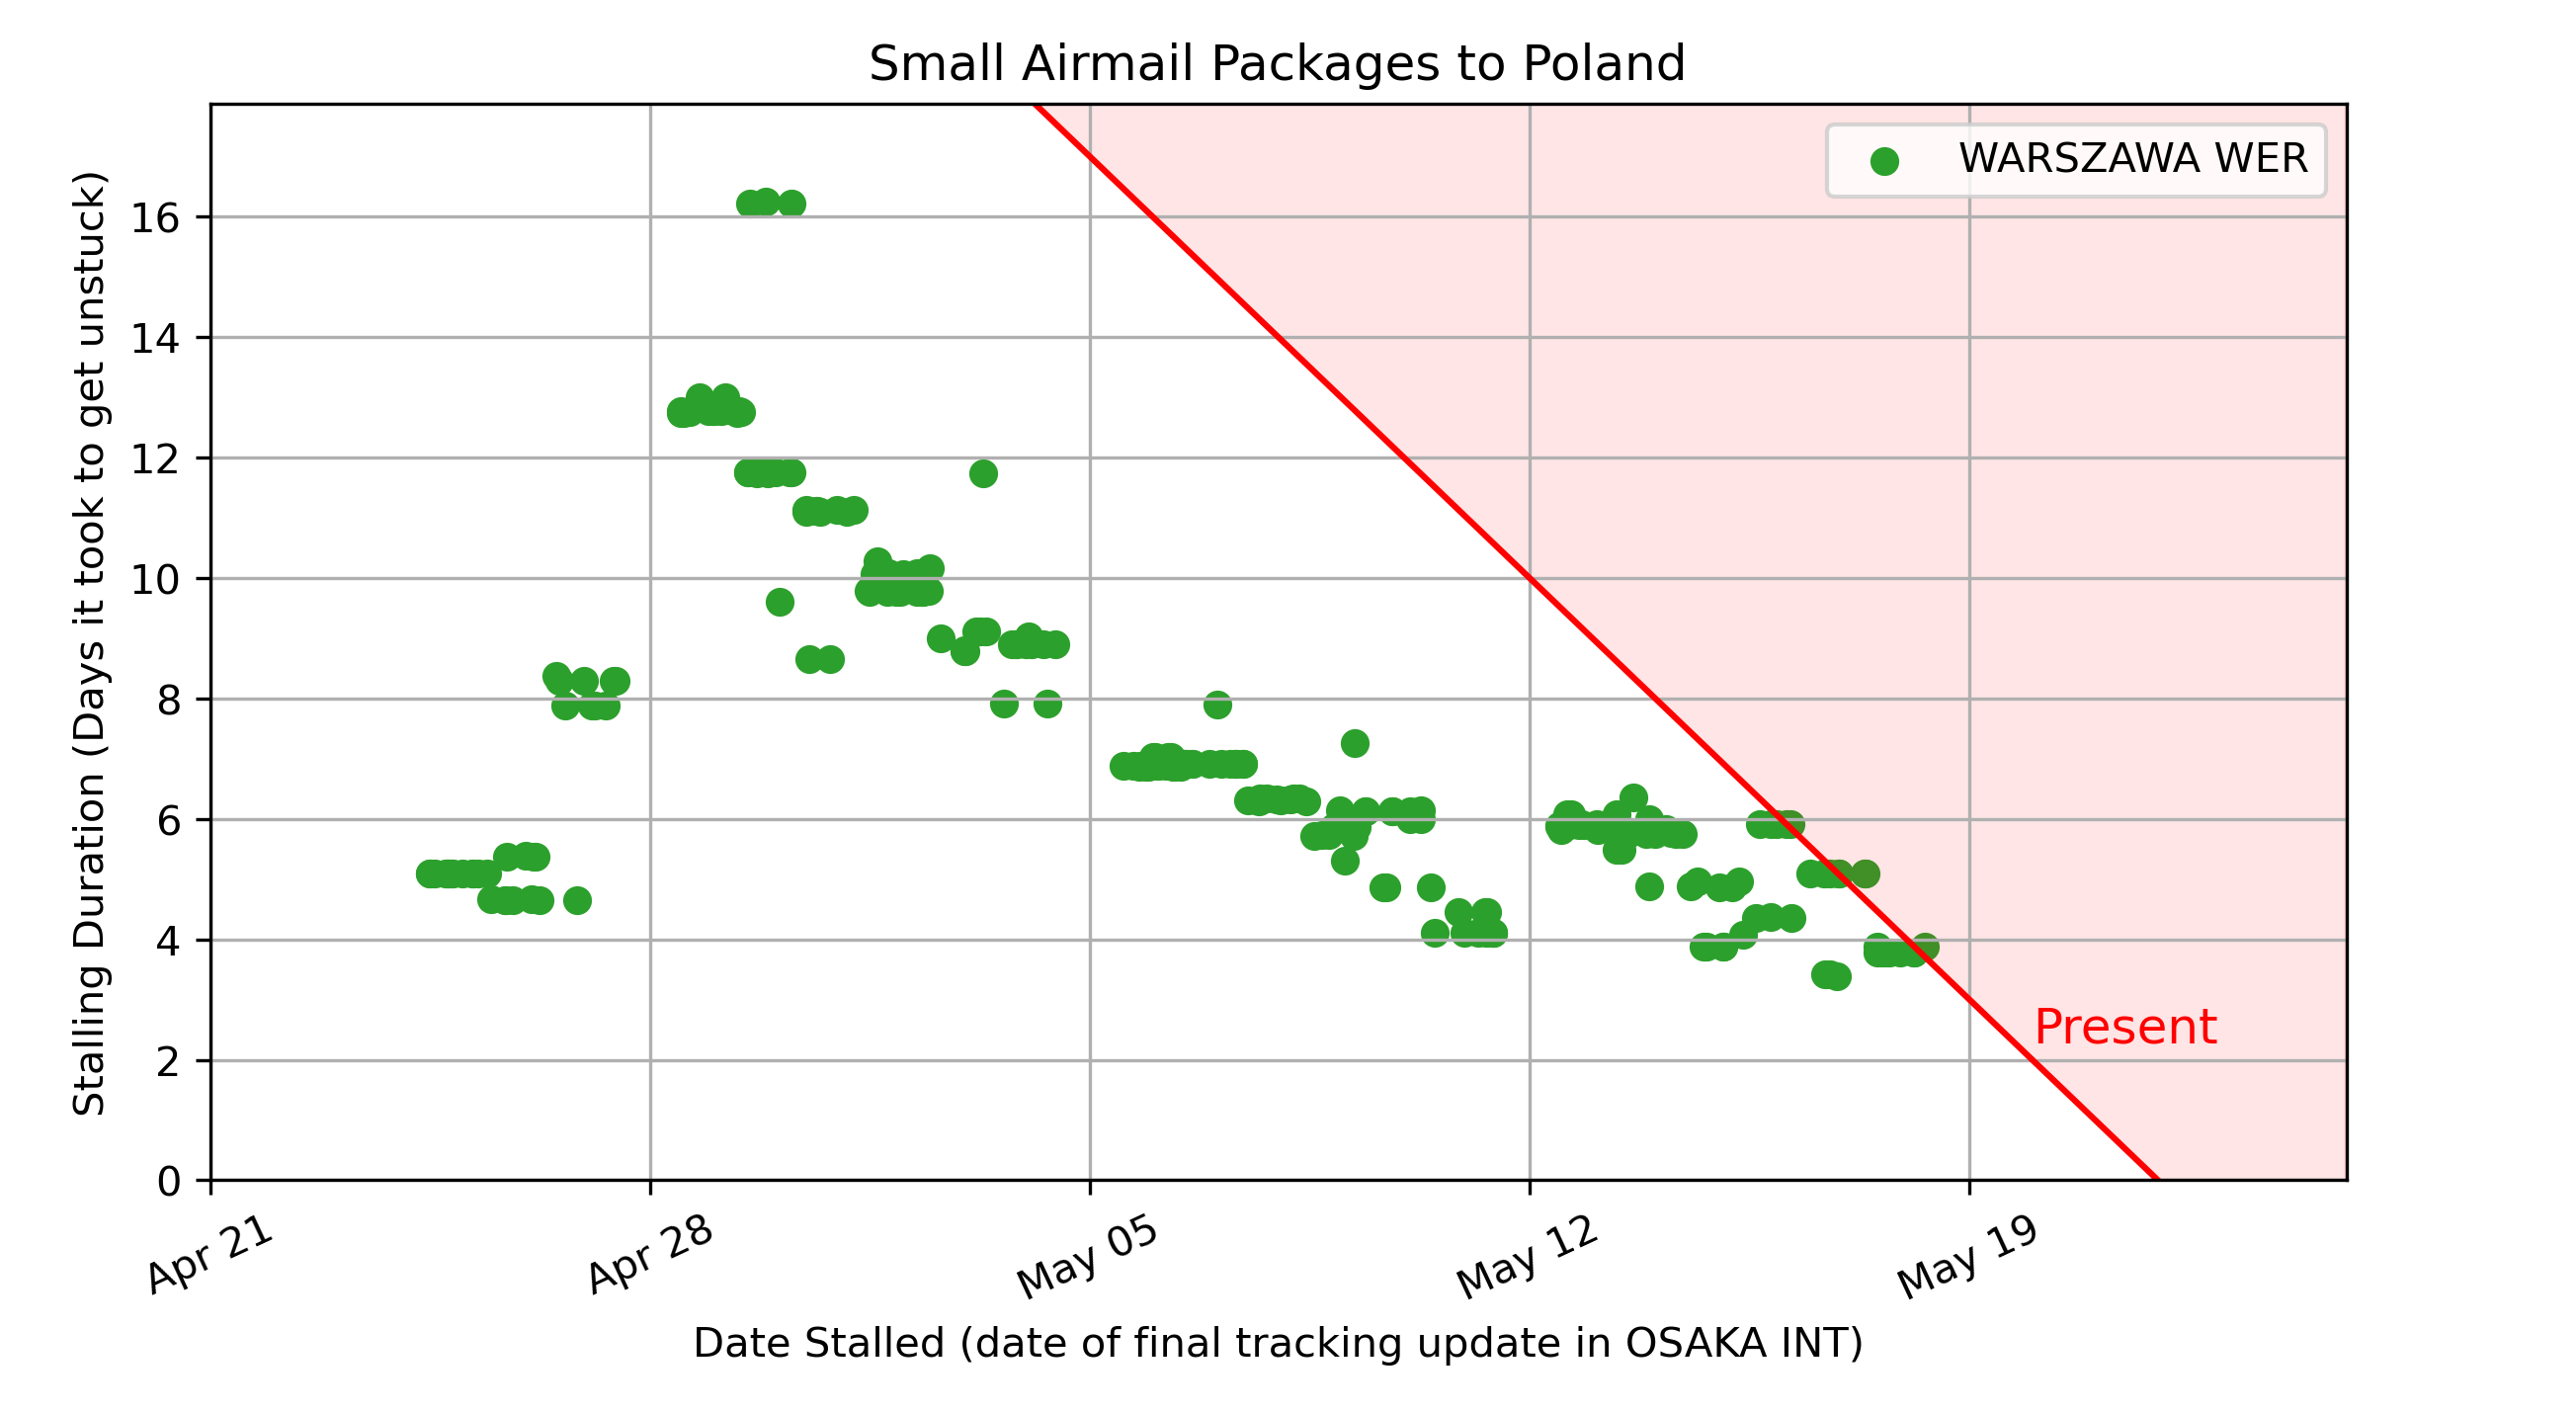 Small Airmail Packages to Poland
WARSZAWA WER
Stalling Duration (Days it took to get unstuck)
16
14
12
10
8
6
4
2
0
Present
Apr 21
Apr 28
May 05
May 12
May 19
Date Stalled (date of final tracking update in OSAKA INT)